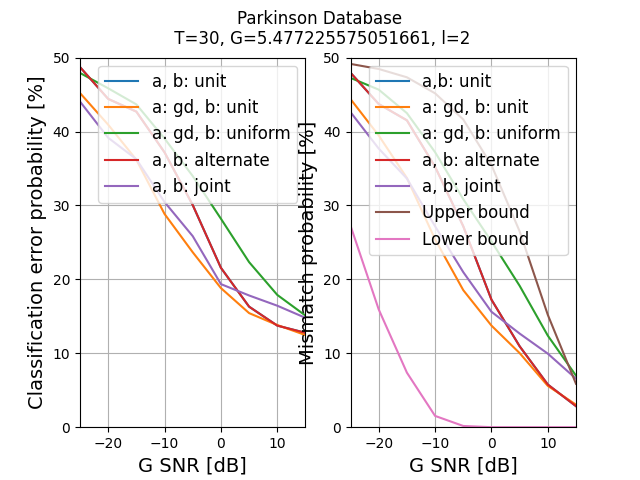 Parkinson Database
T=30, G=5.477225575051661, l=2
Classification error probability [%]
50
40
30
20
10
0
−20
−10
0
10
G SNR [dB]
a, b: unit
a: gd, b: unit
a: gd, b: uniform
a, b: alternate
a, b: joint
Mismatch probability [%]
50
40
30
20
10
0
−20
−10
0
10
G SNR [dB]
a,b: unit
a: gd, b: unit
a: gd, b: uniform
a, b: alternate
a, b: joint
Upper bound
Lower bound